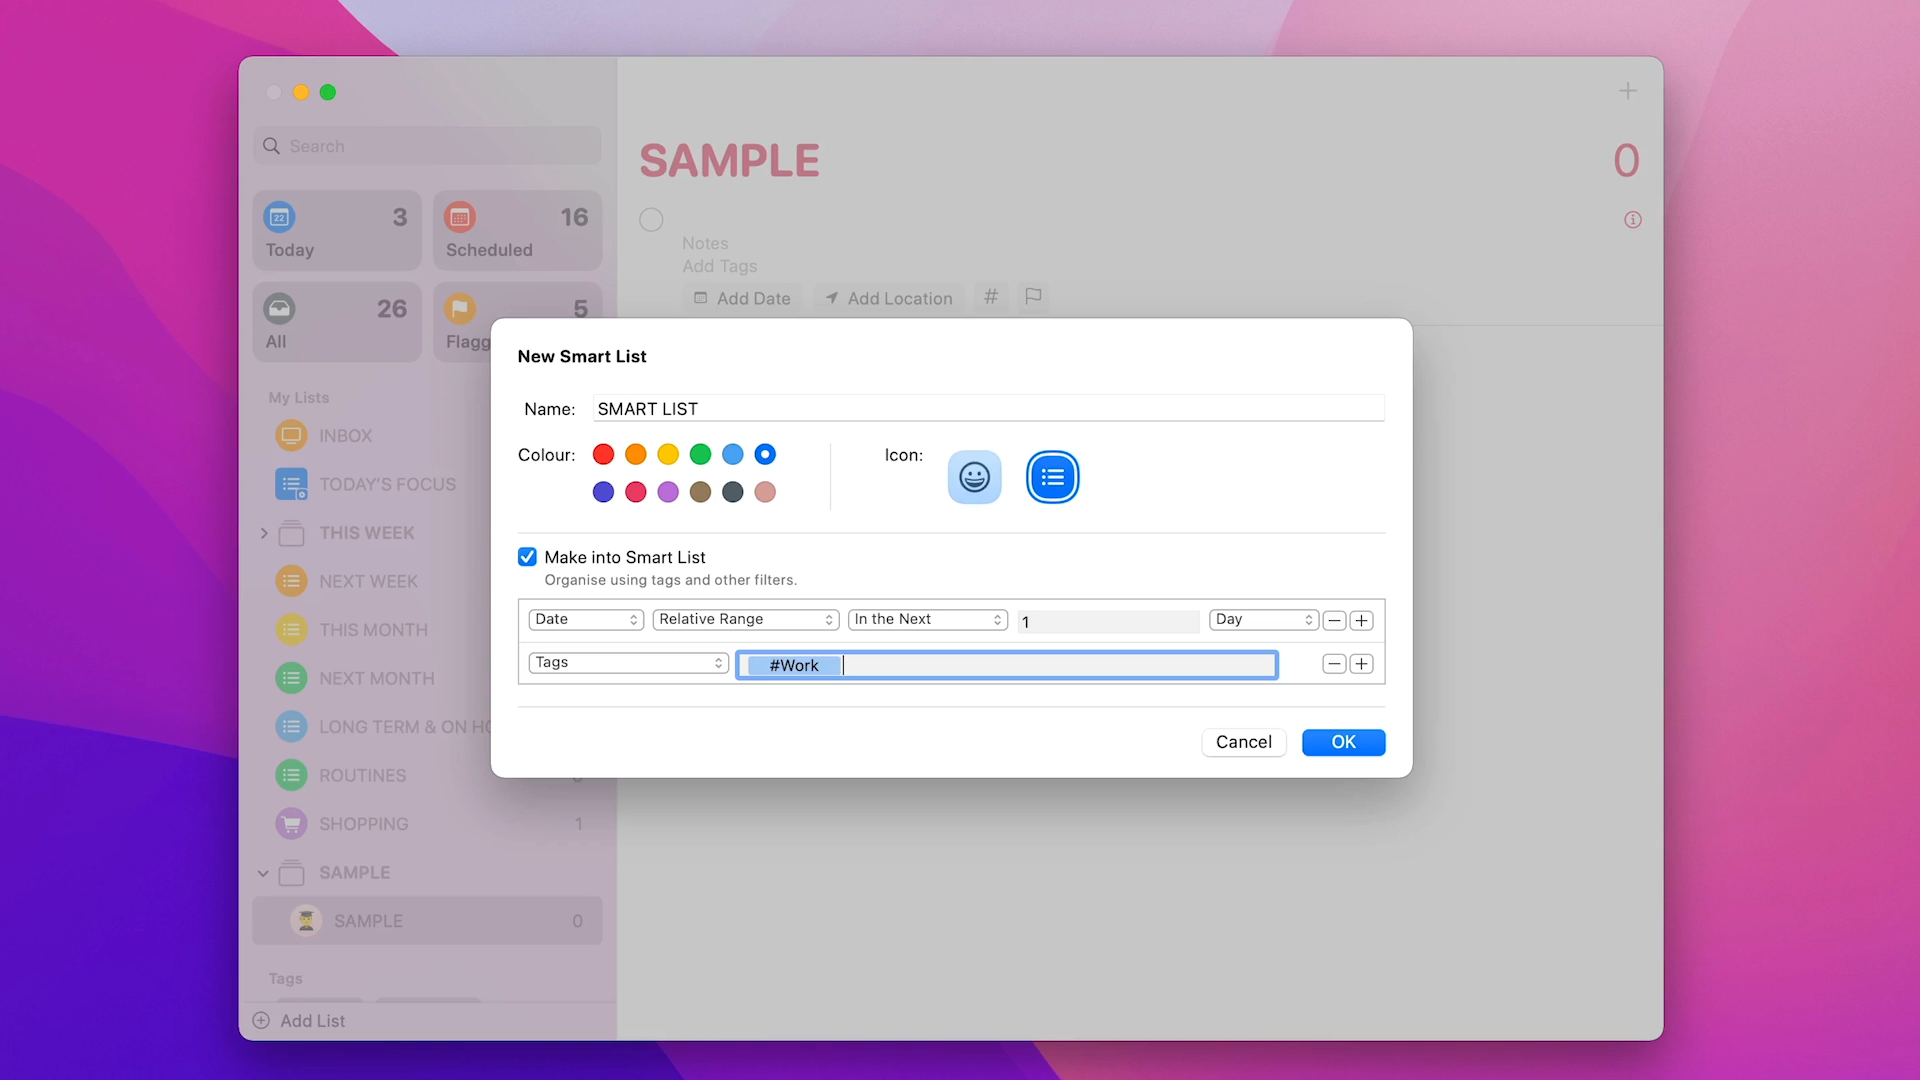 Search
SAMPLE
0
22
3
Today
16
Scheduled
Notes
Add Tags
Add Date
Add Location
#
26
All
5
Flagg
New Smart List
Name: SMART LIST
Colour:
Icon:
Make into Smart List
Organise using tags and other filters.
Date Relative Range In the Next 1 Day
Tags #Work
Cancel OK
My Lists
INBOX
TODAY'S FOCUS
THIS WEEK
NEXT WEEK
THIS MONTH
NEXT MONTH
LONG TERM & ON HO
ROUTINES
SHOPPING 1
SAMPLE
SAMPLE 0
Tags
Add List